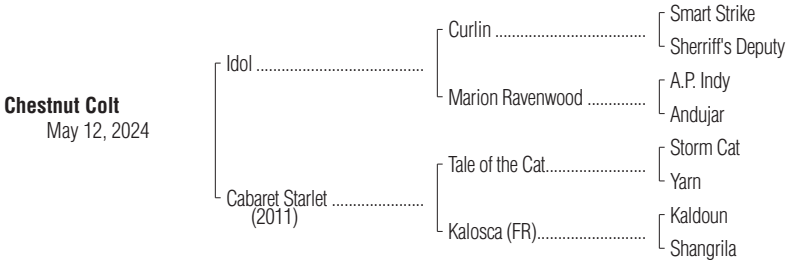 Chestnut Colt
May 12, 2024
Idol
Cabaret Starlet
(2011)
Curlin
Marion Ravenwood
Tale of the Cat
Kalosca (FR)
Smart Strike
Sherriff's Deputy
A.P. Indy
Andujar
Storm Cat
Yarn
Kaldoun
Shangrila